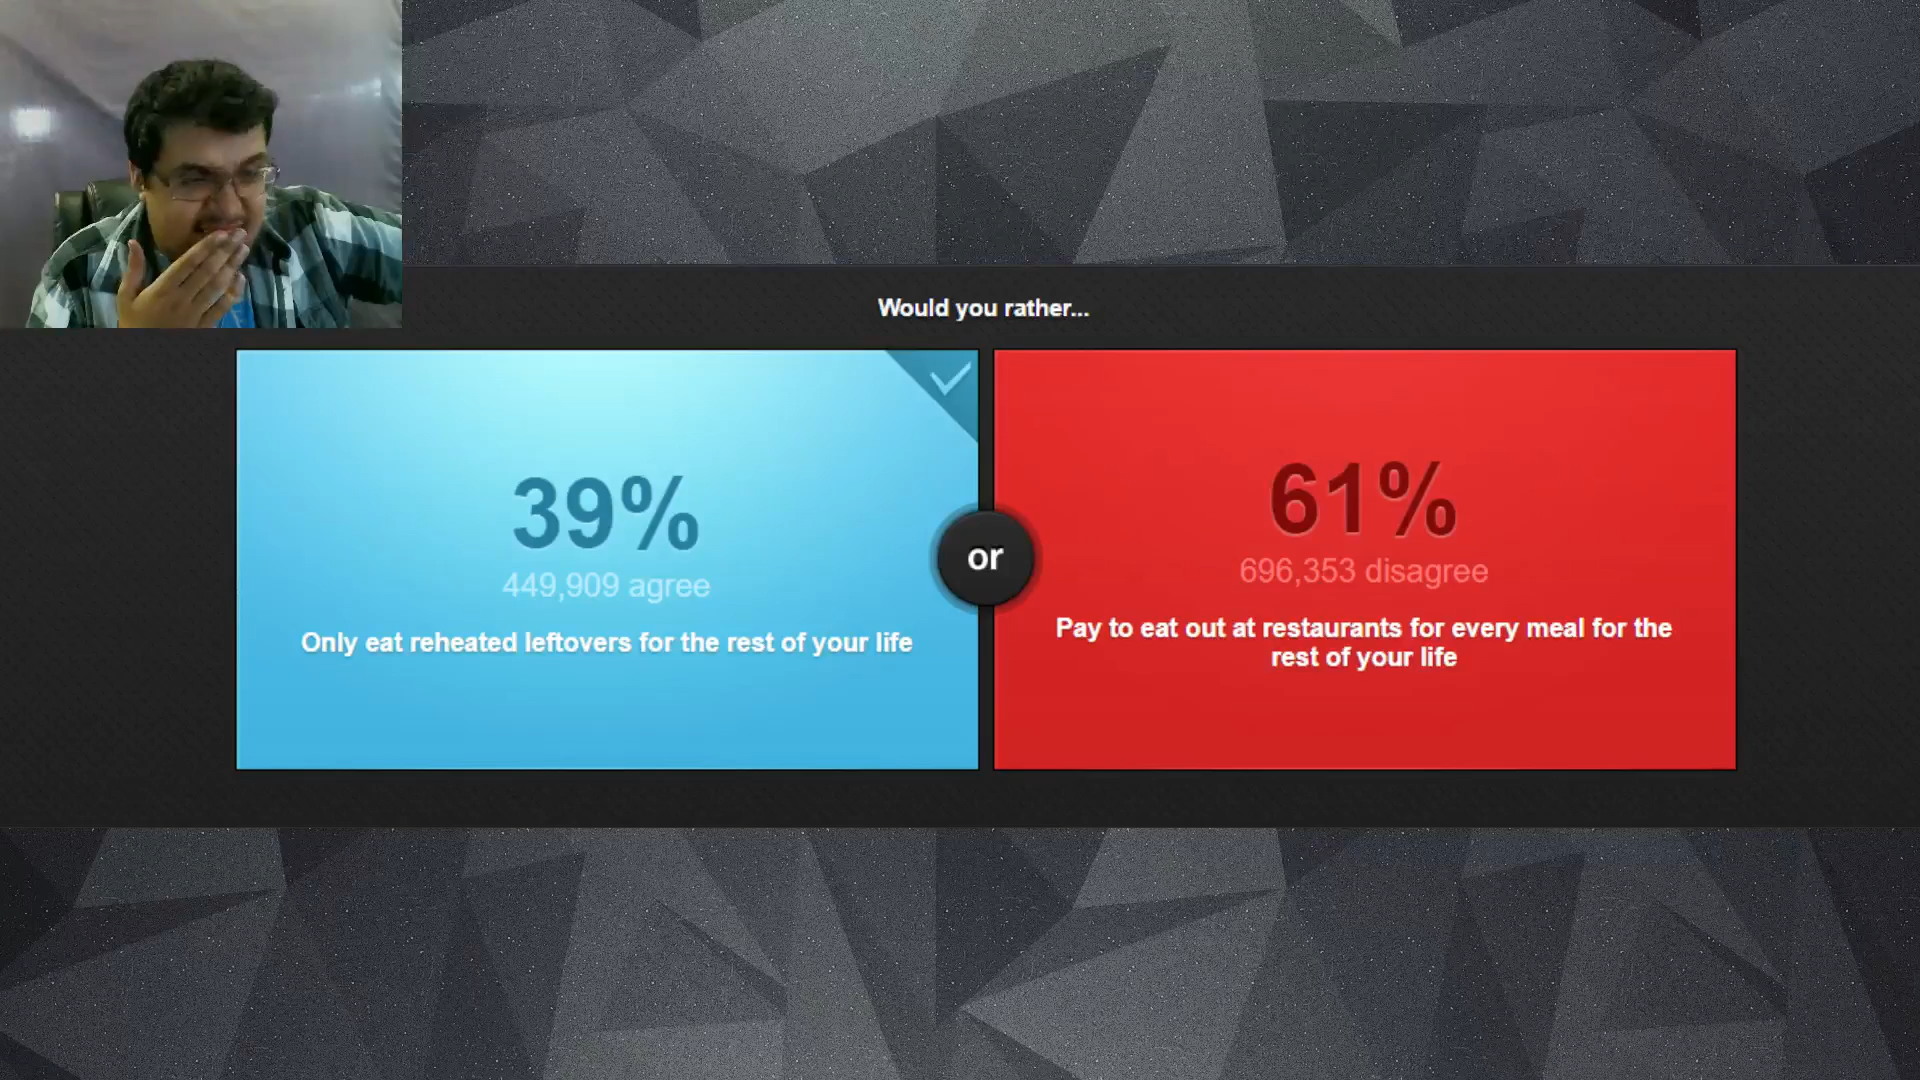 Would you rather...
39%
449,909 agree
Only eat reheated leftovers for the rest of your life
or
61%
696,353 disagree
Pay to eat out at restaurants for every meal for the
rest of your life